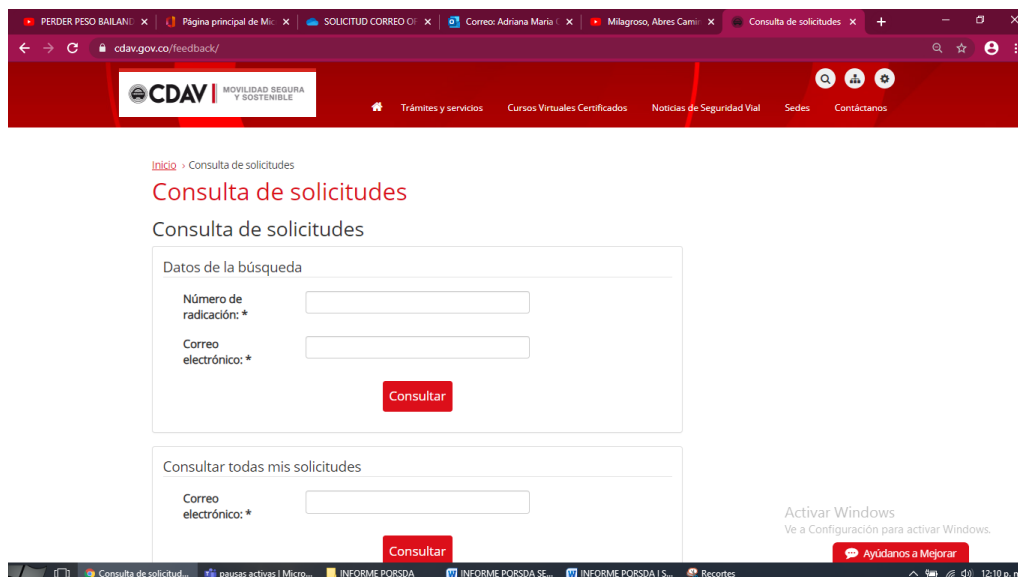 PERDER PESO BAILAND
Página principal de Mic
SOLICITUD CORREO OF
Correo: Adriana Maria
Milagroso, Abres Camin
Consulta de solicitudes
cdav.gov.co/feedback/
CDAV
MOVILIDAD SEGURA
Y SOSTENIBLE
Trámites y servicios
Cursos Virtuales Certificados
Noticias de Seguridad Vial
Sedes
Contáctanos
Inicio › Consulta de solicitudes
Consulta de solicitudes
Consulta de solicitudes
Datos de la búsqueda
Número de
radicación: *
Correo
electrónico: *
Consultar
Consultar todas mis solicitudes
Correo
electrónico: *
Consultar
Activar Windows
Ve a Configuración para activar Windows.
Ayúdanos a Mejorar
Consulta de solicitud...
pausas activas | Micro...
INFORME PQRSDA
INFORME PQRSDA SE...
INFORME PQRSDA I S...
Recortes
12:10 p. m